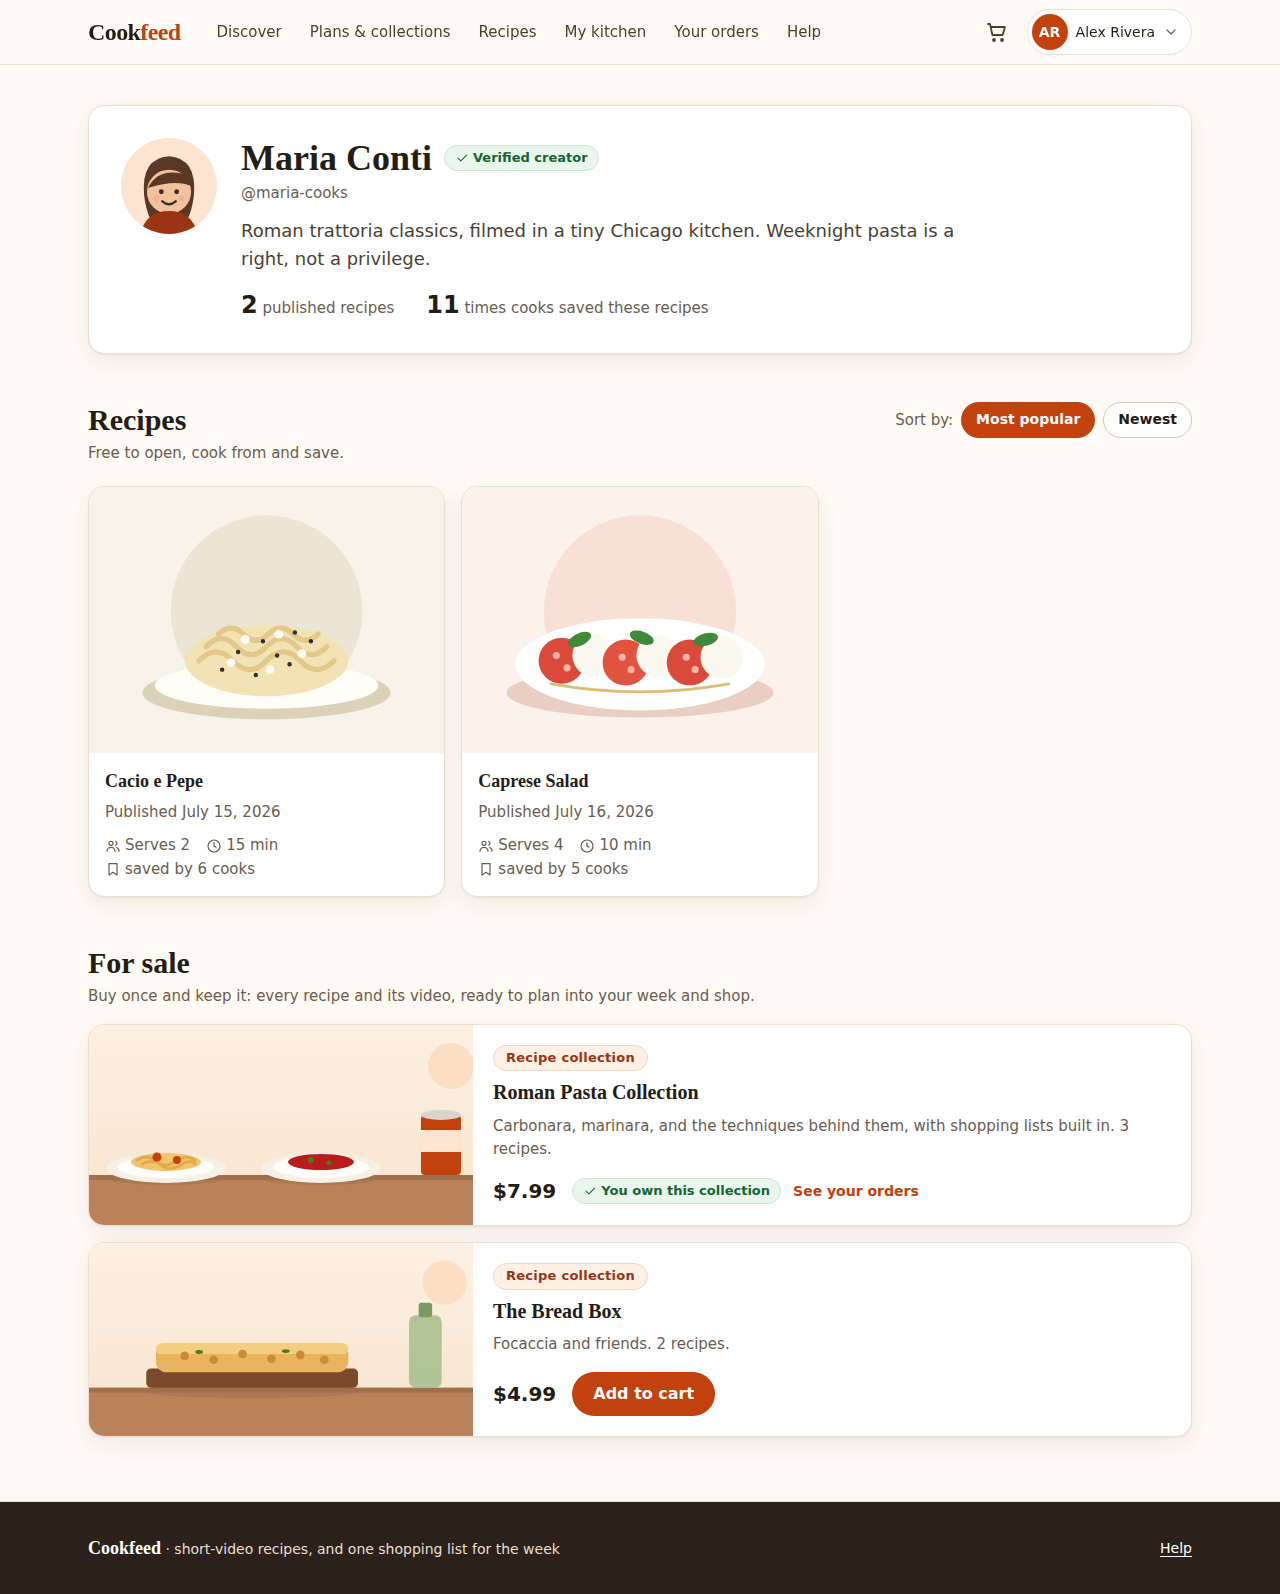 Cookfeed Discover Plans & collections Recipes My kitchen Your orders Help AR Alex Rivera
Maria Conti Verified creator
@maria-cooks
Roman trattoria classics, filmed in a tiny Chicago kitchen. Weeknight pasta is a
right, not a privilege.
2 published recipes 11 times cooks saved these recipes
Recipes
Sort by: Most popular Newest
Free to open, cook from and save.
Cacio e Pepe
Published July 15, 2026
Serves 2 15 min
saved by 6 cooks
Caprese Salad
Published July 16, 2026
Serves 4 10 min
saved by 5 cooks
For sale
Buy once and keep it: every recipe and its video, ready to plan into your week and shop.
Recipe collection
Roman Pasta Collection
Carbonara, marinara, and the techniques behind them, with shopping lists built in. 3
recipes.
$7.99 You own this collection See your orders
Recipe collection
The Bread Box
Focaccia and friends. 2 recipes.
$4.99 Add to cart
Cookfeed · short-video recipes, and one shopping list for the week Help